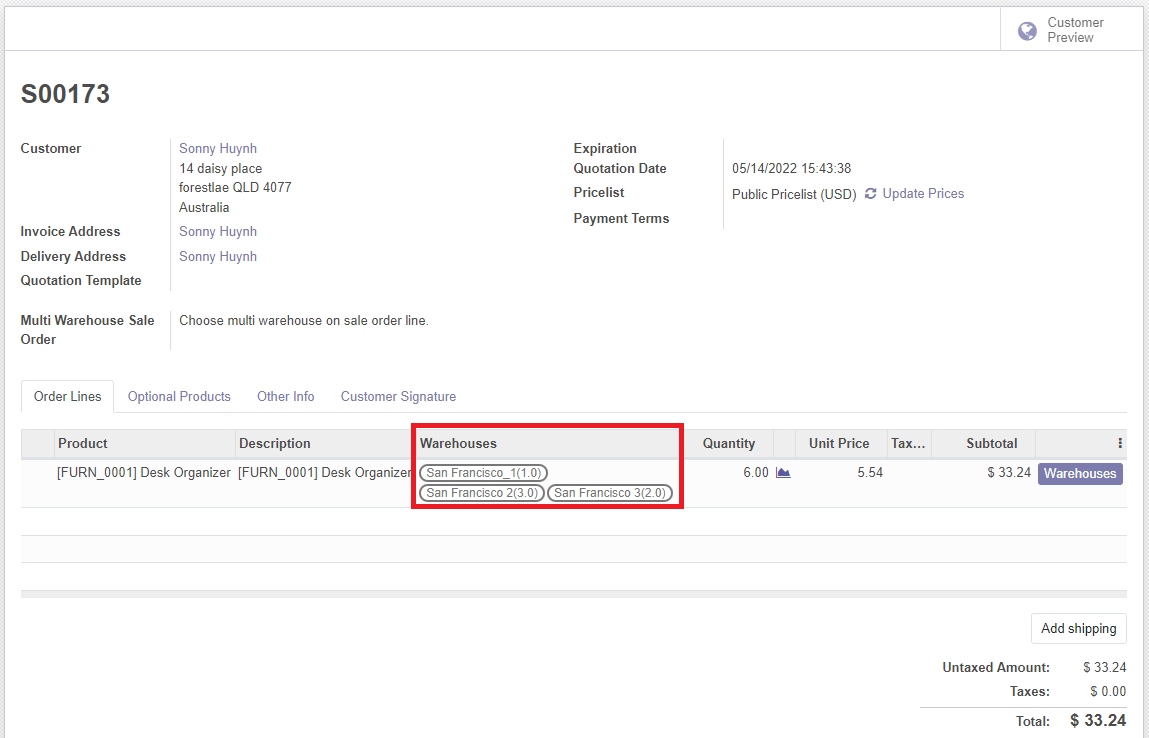 Customer
Preview
S00173
Customer Sonny Huynh
14 daisy place
forestlae QLD 4077
Australia
Invoice Address Sonny Huynh
Delivery Address Sonny Huynh
Quotation Template
Expiration
Quotation Date 05/14/2022 15:43:38
Pricelist Public Pricelist (USD) Update Prices
Payment Terms
Multi Warehouse Sale Choose multi warehouse on sale order line.
Order
Order Lines Optional Products Other Info Customer Signature
Product Description Warehouses Quantity Unit Price Tax... Subtotal
[FURN_0001] Desk Organizer [FURN_0001] Desk Organizer San Francisco_1(1.0) 6.00 5.54 $ 33.24 Warehouses
San Francisco 2(3.0) San Francisco 3(2.0)
Add shipping
Untaxed Amount: $ 33.24
Taxes: $ 0.00
Total: $ 33.24